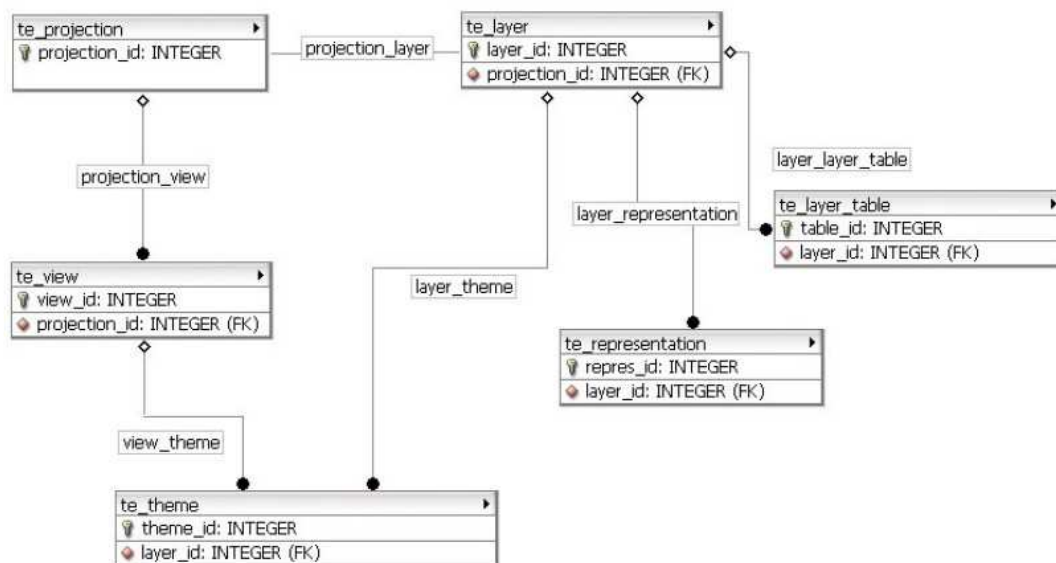 te_projection
projection_id: INTEGER
projection_layer
te_layer
layer_id: INTEGER
projection_id: INTEGER (FK)
projection_view
layer_layer_table
te_layer_table
table_id: INTEGER
layer_id: INTEGER (FK)
layer_representation
te_view
view_id: INTEGER
projection_id: INTEGER (FK)
layer_theme
te_representation
repres_id: INTEGER
layer_id: INTEGER (FK)
view_theme
te_theme
theme_id: INTEGER
layer_id: INTEGER (FK)